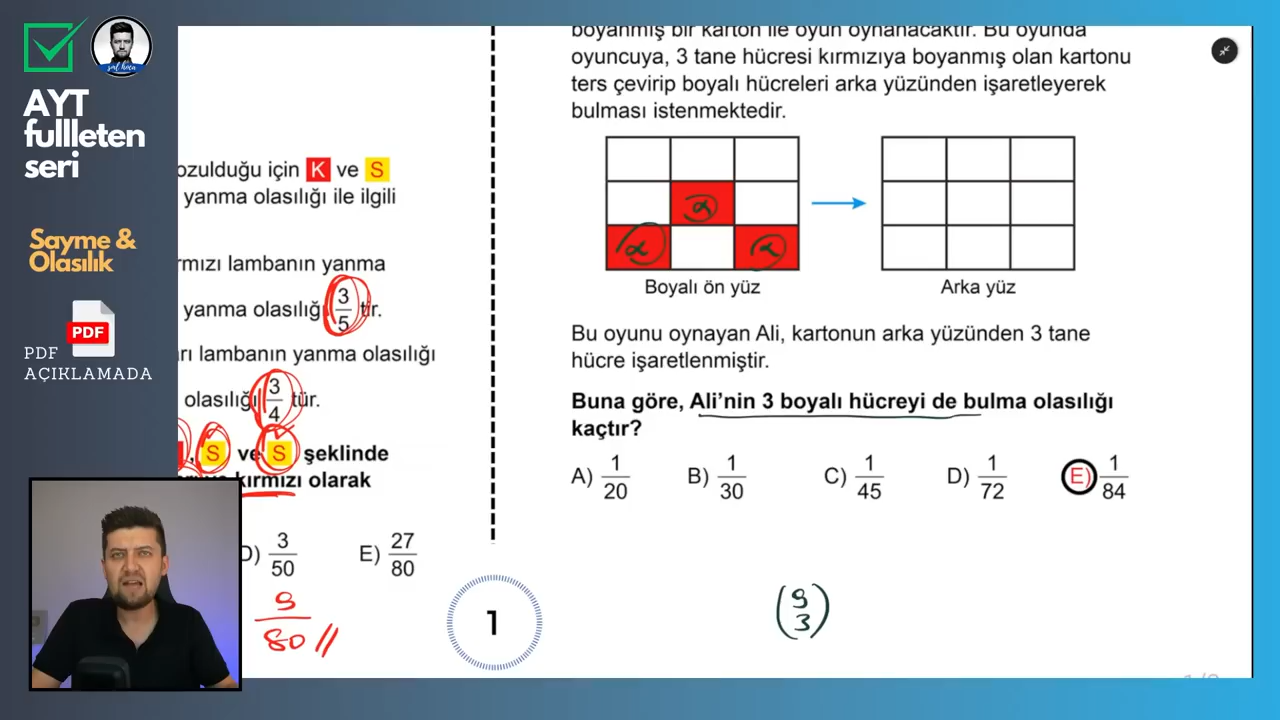 AYT
fullleten
seri
Sayme &
Olasılık
PDF
PDF
AÇIKLAMADA
ozulduğu için K ve S
yanma olasılığı ile ilgili
rmızı lambanın yanma
yanma olasılığı 3/5 tir.
rı lambanın yanma olasılığı
olasılığı 3/4 tür.
, S ve S şeklinde
kırmızı olarak
D) 3/50 E) 27/80
9/80 //
1
boyanmış bir karton ile oyun oynanacaktır. Bu oyunda
oyuncuya, 3 tane hücresi kırmızıya boyanmış olan kartonu
ters çevirip boyalı hücreleri arka yüzünden işaretleyerek
bulması istenmektedir.
Boyalı ön yüz Arka yüz
Bu oyunu oynayan Ali, kartonun arka yüzünden 3 tane
hücre işaretlenmiştir.
Buna göre, Ali'nin 3 boyalı hücreyi de bulma olasılığı
kaçtır?
A) 1/20 B) 1/30 C) 1/45 D) 1/72 E) 1/84
(9 3)